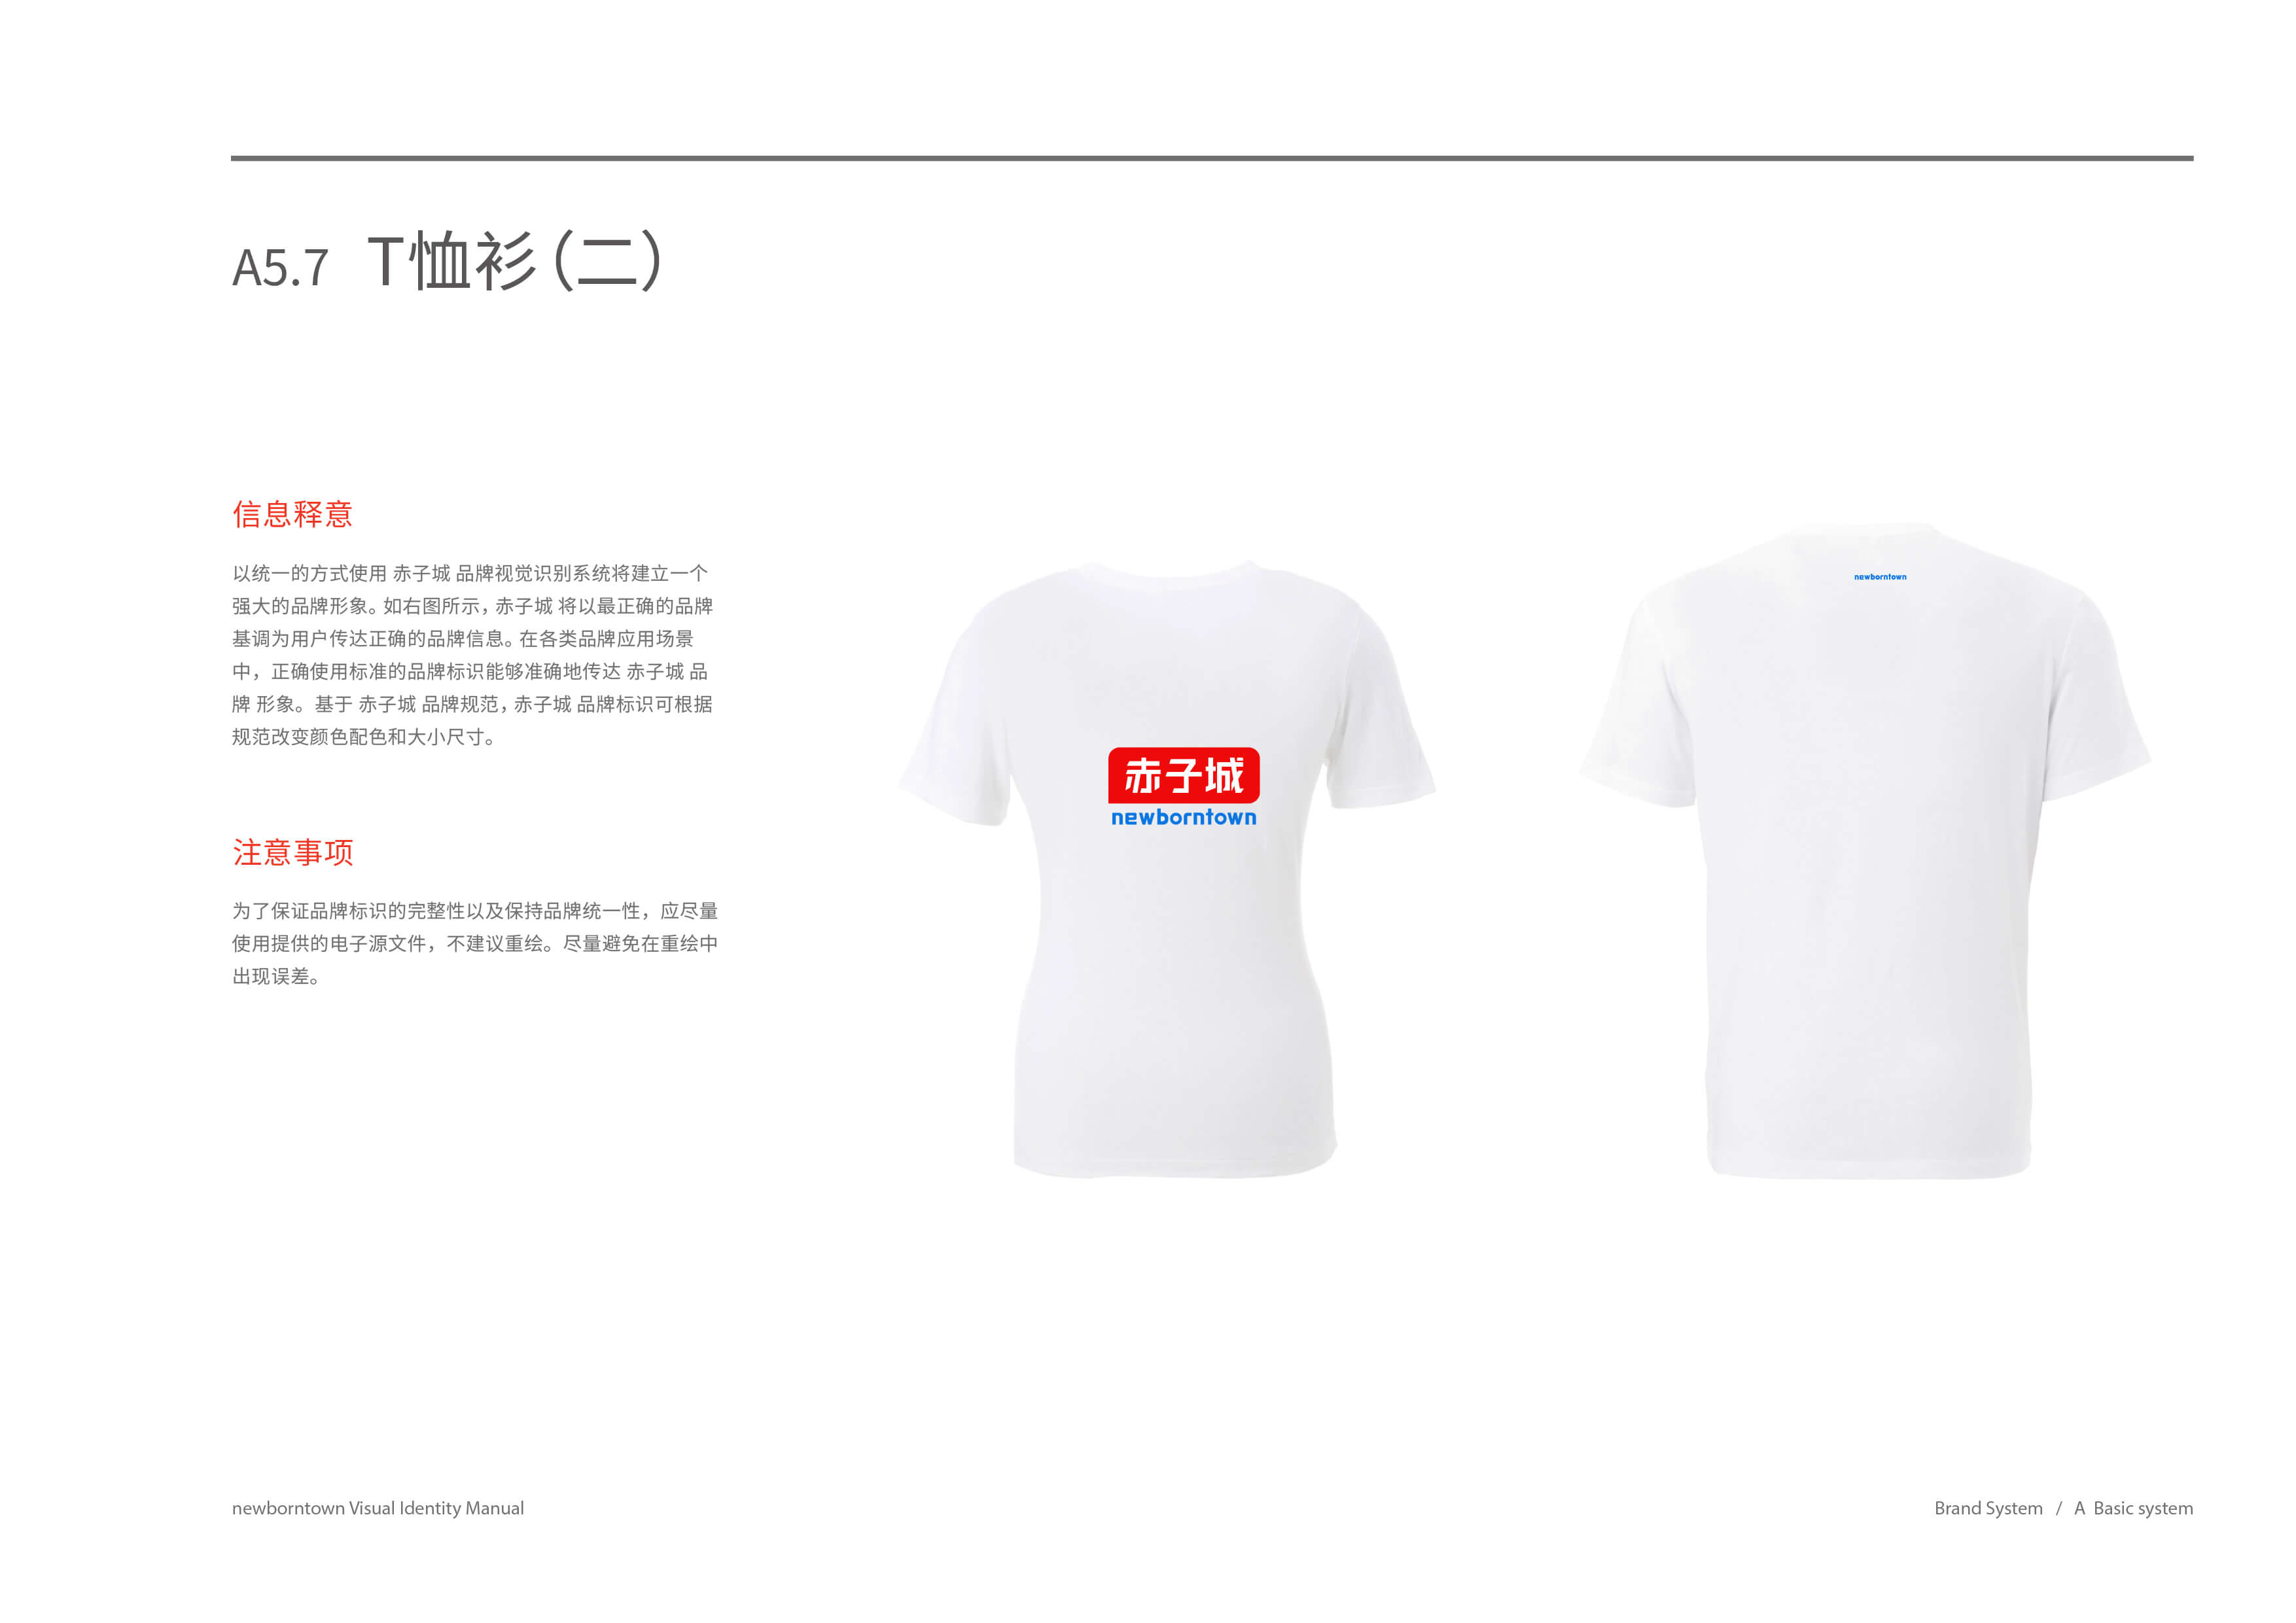 A5.7 T恤衫（二）
信息释意
以统一的方式使用 赤子城 品牌视觉识别系统将建立一个
强大的品牌形象。如右图所示，赤子城 将以最正确的品牌
基调为用户传达正确的品牌信息。在各类品牌应用场景
中，正确使用标准的品牌标识能够准确地传达 赤子城 品
牌 形象。基于 赤子城 品牌规范，赤子城 品牌标识可根据
规范改变颜色配色和大小尺寸。
注意事项
为了保证品牌标识的完整性以及保持品牌统一性，应尽量
使用提供的电子源文件，不建议重绘。尽量避免在重绘中
出现误差。
赤子城
newborntown
newborntown
newborntown Visual Identity Manual
Brand System / A Basic system